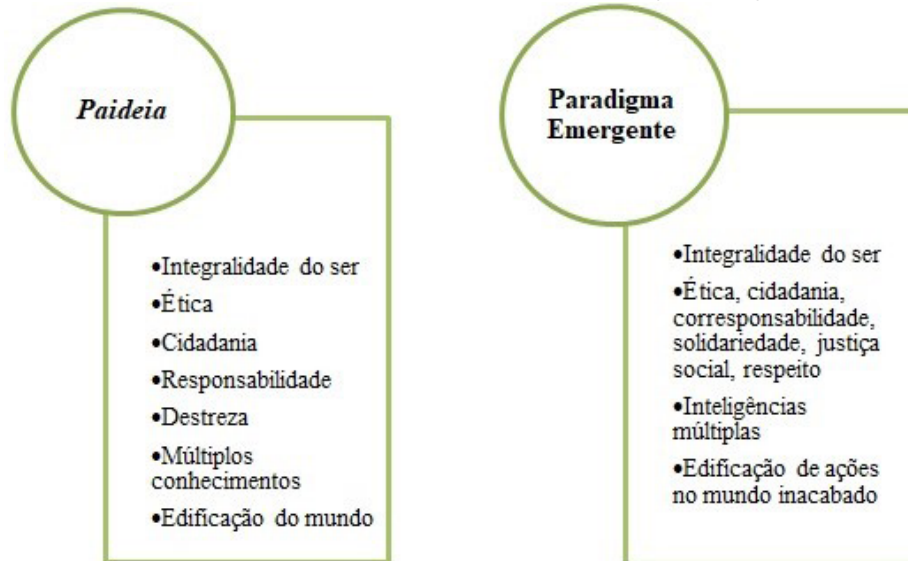 Paideia
•Integralidade do ser
•Ética
•Cidadania
•Responsabilidade
•Destreza
•Múltiplos
conhecimentos
•Edificação do mundo
Paradigma
Emergente
•Integralidade do ser
•Ética, cidadania,
corresponsabilidade,
solidariedade, justiça
social, respeito
•Inteligências
múltiplas
•Edificação de ações
no mundo inacabado